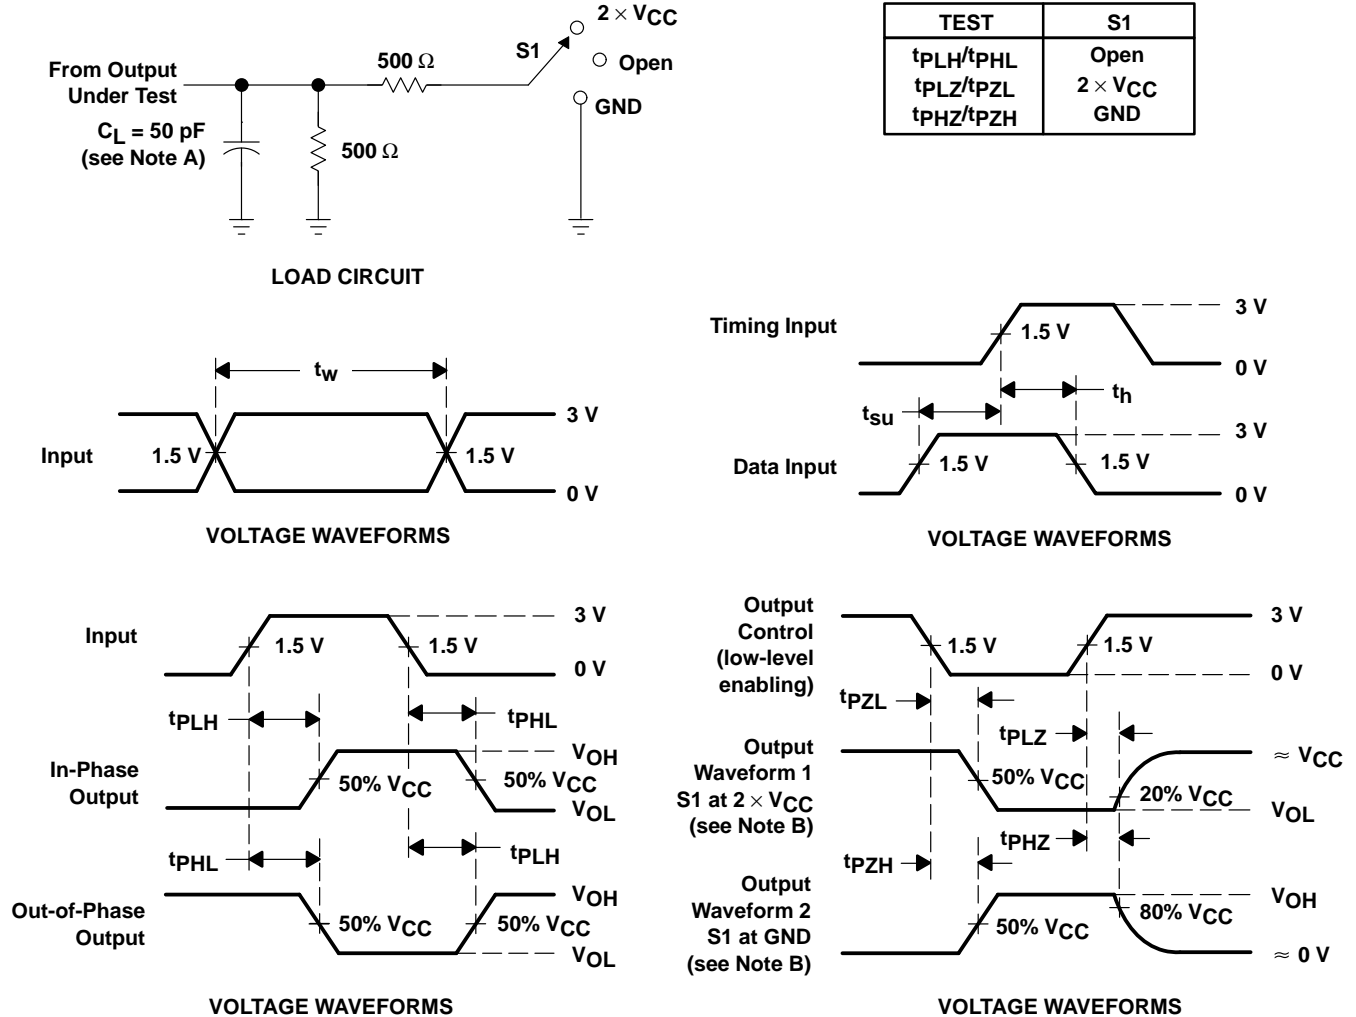 2 × VCC
S1
500 Ω
Open
From Output
Under Test
GND
CL = 50 pF
(see Note A)
500 Ω
LOAD CIRCUIT
TEST S1
tPLH/tPHL Open
tPLZ/tPZL 2 × VCC
tPHZ/tPZH GND
tw
3 V
Input
1.5 V
1.5 V
0 V
VOLTAGE WAVEFORMS
3 V
Timing Input
1.5 V
0 V
th
tsu
3 V
Data Input
1.5 V
1.5 V
0 V
VOLTAGE WAVEFORMS
3 V
Input
1.5 V
1.5 V
0 V
tPLH
tPHL
VOH
In-Phase
Output
50% VCC
50% VCC
VOL
tPHL
tPLH
VOH
Out-of-Phase
Output
50% VCC
50% VCC
VOL
VOLTAGE WAVEFORMS
Output
Control
(low-level
enabling)
3 V
1.5 V
1.5 V
0 V
tPZL
tPLZ
Output
Waveform 1
S1 at 2 × VCC
(see Note B)
≈ VCC
50% VCC
20% VCC
VOL
tPHZ
tPZH
Output
Waveform 2
S1 at GND
(see Note B)
VOH
50% VCC
80% VCC
≈ 0 V
VOLTAGE WAVEFORMS